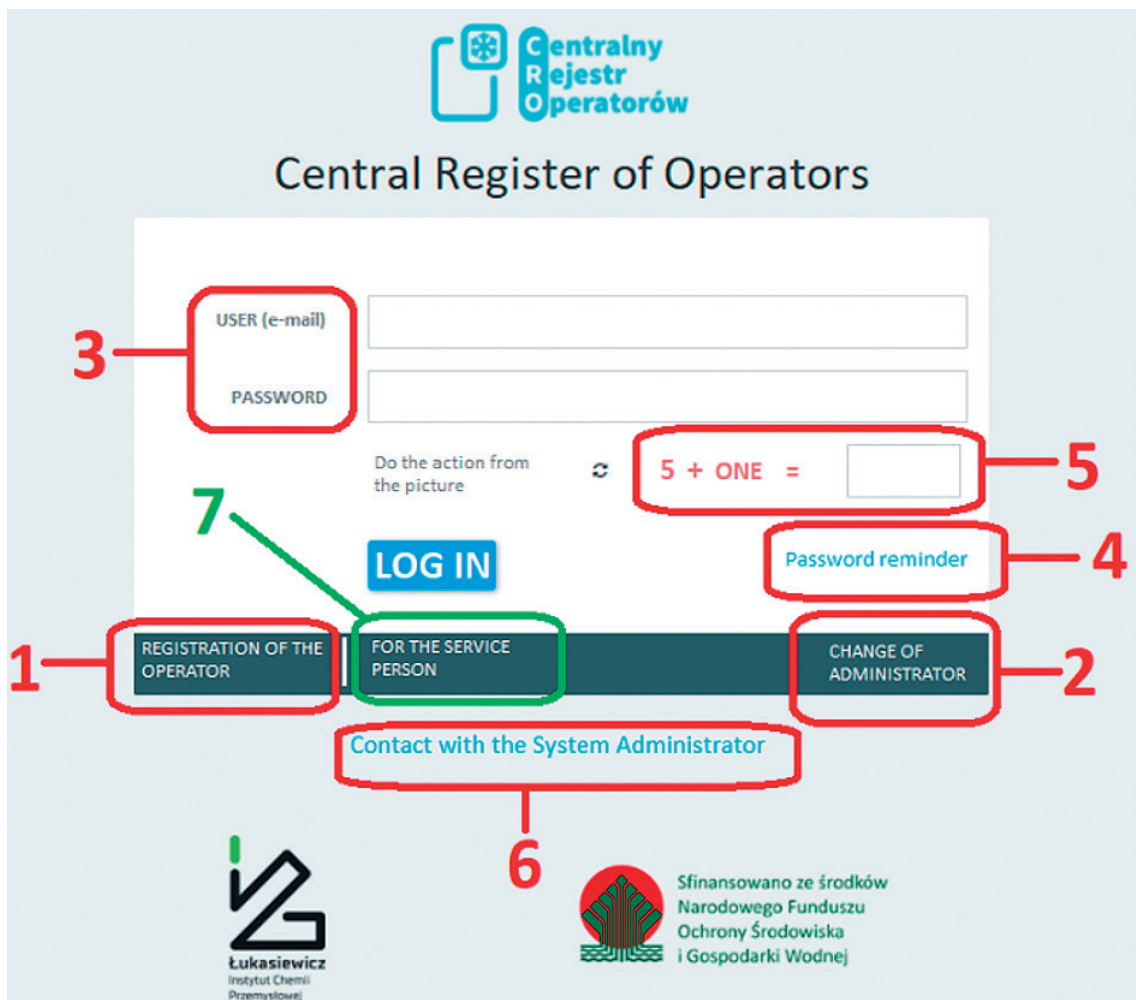 Centralny
Rejestr
Operatorów
Central Register of Operators
USER (e-mail)
3
PASSWORD
Do the action from
the picture
5 + ONE =
5
7
LOG IN
Password reminder
4
1
REGISTRATION OF THE
OPERATOR
FOR THE SERVICE
PERSON
CHANGE OF
ADMINISTRATOR
2
Contact with the System Administrator
6
Łukasiewicz
Instytut Chemii
Przemysłowej
Sfinansowano ze środków
Narodowego Funduszu
Ochrony Środowiska
i Gospodarki Wodnej